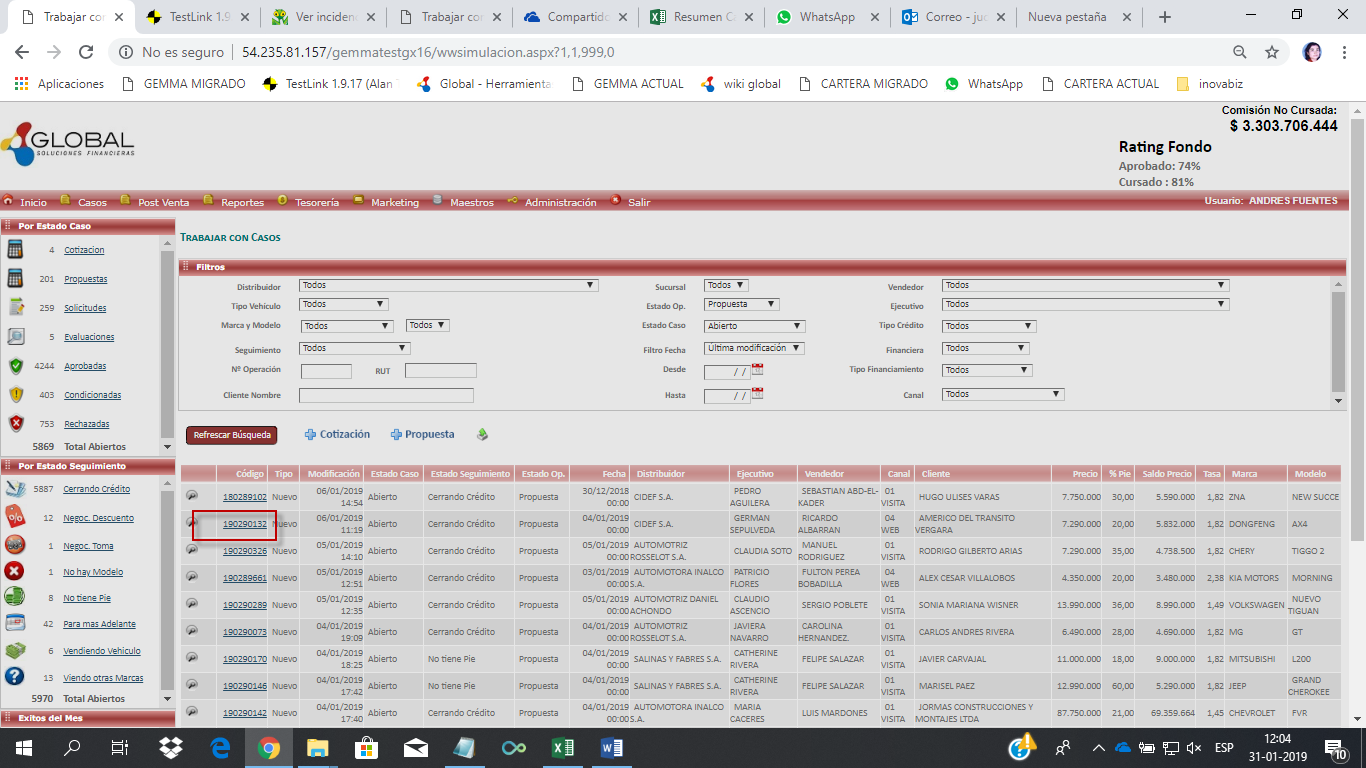 Trabajar con
TestLink 1.9
Ver inciden
Trabajar con
Compartido
Resumen C
WhatsApp
Correo - jud
Nueva pestaña
No es seguro
54.235.81.157/gemmatestgx16/wwsimulacion.aspx?1,1,999,0
Aplicaciones
GEMMA MIGRADO
TestLink 1.9.17 (Alan
Global - Herramienta
GEMMA ACTUAL
wiki global
CARTERA MIGRADO
WhatsApp
CARTERA ACTUAL
inovabiz
GLOBAL
SOLUCIONES FINANCIERAS
Comisión No Cursada:
$ 3.303.706.444
Rating Fondo
Aprobado: 74%
Cursado : 81%
Inicio Casos Post Venta Reportes Tesorería Marketing Maestros Administración Salir
Usuario: ANDRES FUENTES
Por Estado Caso
4 Cotizacion
201 Propuestas
259 Solicitudes
5 Evaluaciones
4244 Aprobadas
403 Condicionadas
753 Rechazadas
5869 Total Abiertos
Por Estado Seguimiento
5887 Cerrando Crédito
12 Negoc. Descuento
1 Negoc. Toma
1 No hay Modelo
8 No tiene Pie
42 Para mas Adelante
6 Vendiendo Vehiculo
13 Viendo otras Marcas
5970 Total Abiertos
Exitos del Mes
TRABAJAR CON CASOS
Filtros
Distribuidor Todos Sucursal Todos Vendedor Todos
Tipo Vehículo Todos Estado Op. Propuesta Ejecutivo Todos
Marca y Modelo Todos Todos Estado Caso Abierto Tipo Crédito Todos
Seguimiento Todos Filtro Fecha Última modificación Financiera Todos
Nº Operación RUT Desde / / Tipo Financiamiento Todos
Cliente Nombre Hasta / / Canal Todos
Refrescar Búsqueda Cotización Propuesta
Código Tipo Modificación Estado Caso Estado Seguimiento Estado Op. Fecha Distribuidor Ejecutivo Vendedor Canal Cliente Precio % Pie Saldo Precio Tasa Marca Modelo
180289102 Nuevo 06/01/2019 14:54 Abierto Cerrando Crédito Propuesta 30/12/2018 00:00 CIDEF S.A. PEDRO AGUILERA SEBASTIAN ABD-EL-KADER 01 VISITA HUGO ULISES VARAS 7.750.000 30,00 5.590.000 1,82 ZNA NEW SUCCE
190290132 Nuevo 06/01/2019 11:19 Abierto Cerrando Crédito Propuesta 04/01/2019 00:00 CIDEF S.A. GERMAN SEPULVEDA RICARDO ALBARRAN 04 WEB AMERICO DEL TRANSITO VERGARA 7.290.000 20,00 5.832.000 1,82 DONGFENG AX4
190290326 Nuevo 05/01/2019 14:10 Abierto Cerrando Crédito Propuesta 05/01/2019 00:00 AUTOMOTRIZ ROSSELOT S.A. CLAUDIA SOTO MANUEL RODRIGUEZ 01 VISITA RODRIGO GILBERTO ARIAS 7.290.000 35,00 4.738.500 1,82 CHERY TIGGO 2
190289661 Nuevo 05/01/2019 12:51 Abierto Cerrando Crédito Propuesta 03/01/2019 00:00 AUTOMOTORA INALCO S.A. PATRICIO FLORES FULTON PEREA BOBADILLA 04 WEB ALEX CESAR VILLALOBOS 4.350.000 20,00 3.480.000 2,38 KIA MOTORS MORNING
190290289 Nuevo 05/01/2019 12:35 Abierto Cerrando Crédito Propuesta 05/01/2019 00:00 AUTOMOTRIZ DANIEL ACHONDO CLAUDIO ASCENCIO SERGIO POBLETE 01 VISITA SONIA MARIANA WISNER 13.990.000 36,00 8.990.000 1,49 VOLKSWAGEN NUEVO TIGUAN
190290073 Nuevo 04/01/2019 19:09 Abierto Cerrando Crédito Propuesta 04/01/2019 00:00 AUTOMOTRIZ ROSSELOT S.A. JAVIERA NAVARRO CAROLINA HERNANDEZ. 01 VISITA CARLOS ANDRES RIVERA 6.490.000 28,00 4.690.000 1,82 MG GT
190290170 Nuevo 04/01/2019 18:25 Abierto No tiene Pie Propuesta 04/01/2019 00:00 SALINAS Y FABRES S.A. CATHERINE RIVERA FELIPE SALAZAR 01 VISITA JAVIER CARVAJAL 11.000.000 18,00 9.000.000 1,82 MITSUBISHI L200
190290146 Nuevo 04/01/2019 17:42 Abierto No tiene Pie Propuesta 04/01/2019 00:00 SALINAS Y FABRES S.A. CATHERINE RIVERA FELIPE SALAZAR 01 VISITA MARISEL PAEZ 12.990.000 60,00 5.290.000 1,82 JEEP GRAND CHEROKEE
190290142 Nuevo 04/01/2019 17:40 Abierto Cerrando Crédito Propuesta 04/01/2019 00:00 AUTOMOTORA INALCO S.A. MARIA CACERES LUIS MARDONES 01 VISITA JORMAS CONSTRUCCIONES Y MONTAJES LTDA 87.750.000 21,00 69.359.664 1,45 CHEVROLET FVR
ESP
12:04
31-01-2019
10